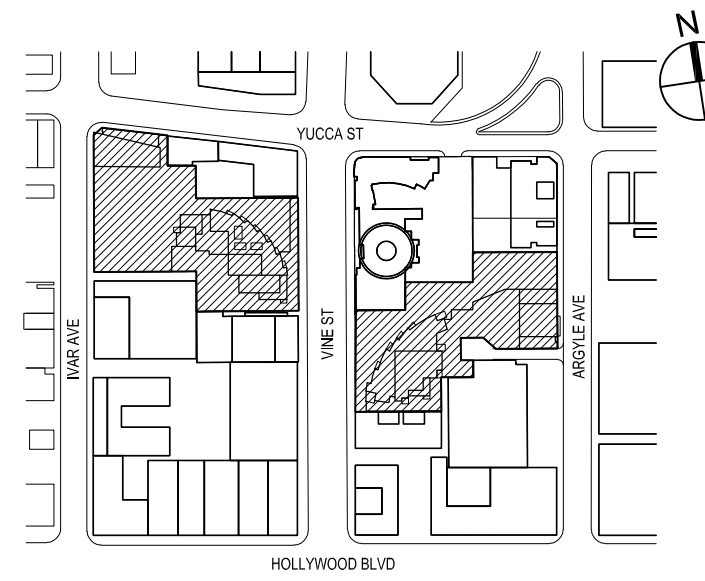 N
YUCCA ST
IVAR AVE
VINE ST
ARGYLE AVE
HOLLYWOOD BLVD